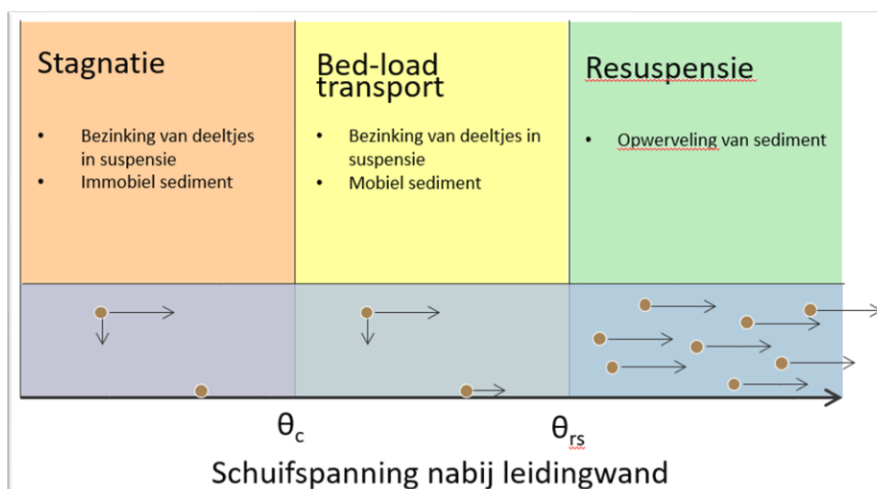 Stagnatie
• Bezinking van deeltjes
in suspensie
• Immobiel sediment
Bed-load
transport
• Bezinking van deeltjes in
suspensie
• Mobiel sediment
Resuspensie
• Opwerveling van sediment
θc
θrs
Schuifspanning nabij leidingwand